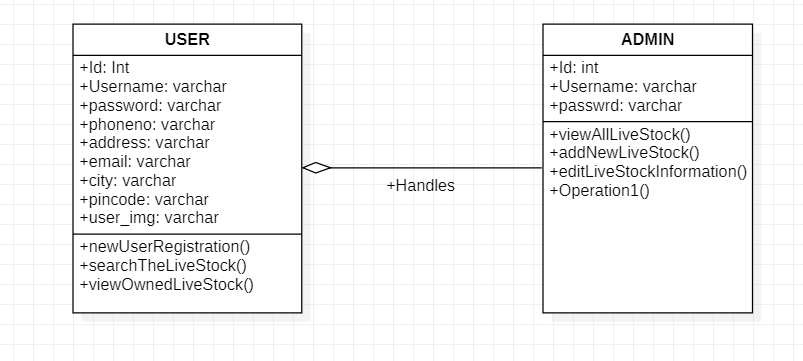 USER
+Id: Int
+Username: varchar
+password: varchar
+phoneno: varchar
+address: varchar
+email: varchar
+city: varchar
+pincode: varchar
+user_img: varchar
+newUserRegistration()
+searchTheLiveStock()
+viewOwnedLiveStock()
+Handles
ADMIN
+Id: int
+Username: varchar
+passwrd: varchar
+viewAllLiveStock()
+addNewLiveStock()
+editLiveStockInformation()
+Operation1()